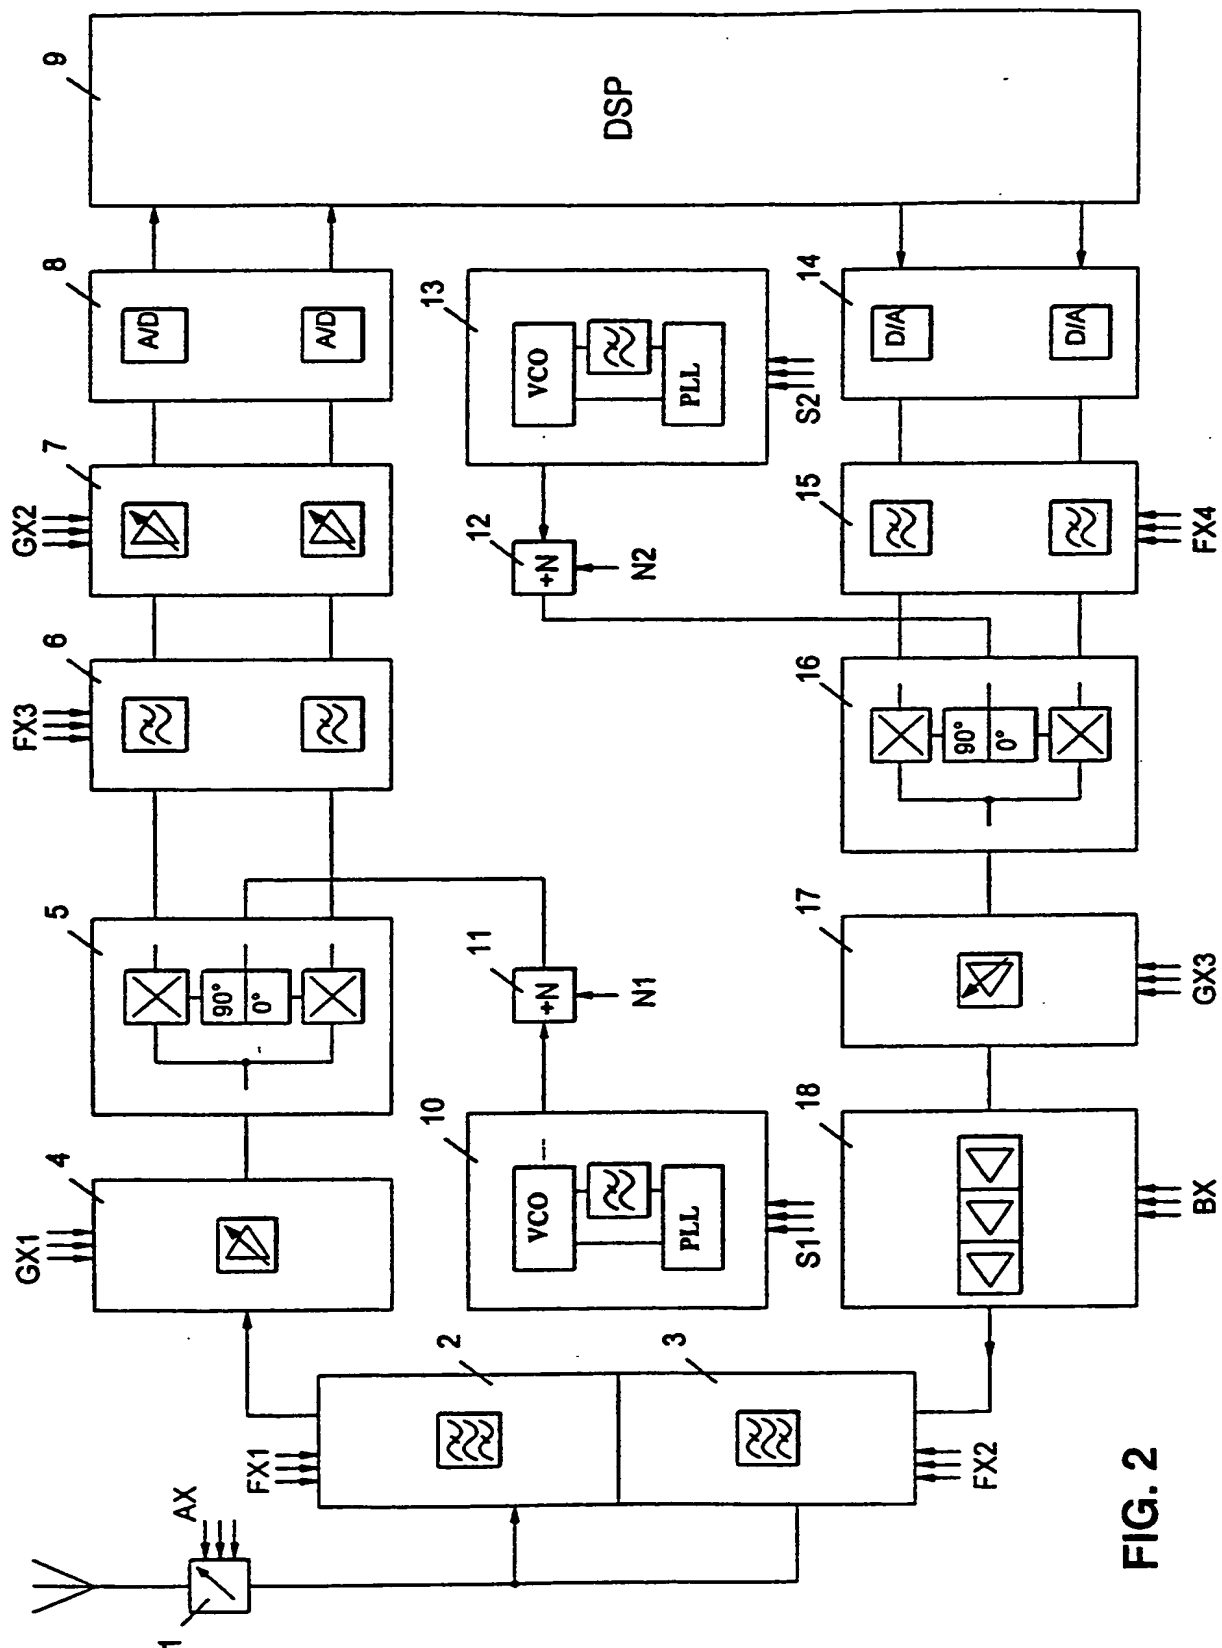 1
AX
FX1
2
3
FX2
GX1
4
5
90°
0°
FX3
6
GX2
7
8
A/D
A/D
9
DSP
10
VCO
PLL
S1
11
+N
N1
12
+N
N2
13
VCO
PLL
S2
14
D/A
D/A
15
FX4
16
90°
0°
17
GX3
18
BX
FIG. 2